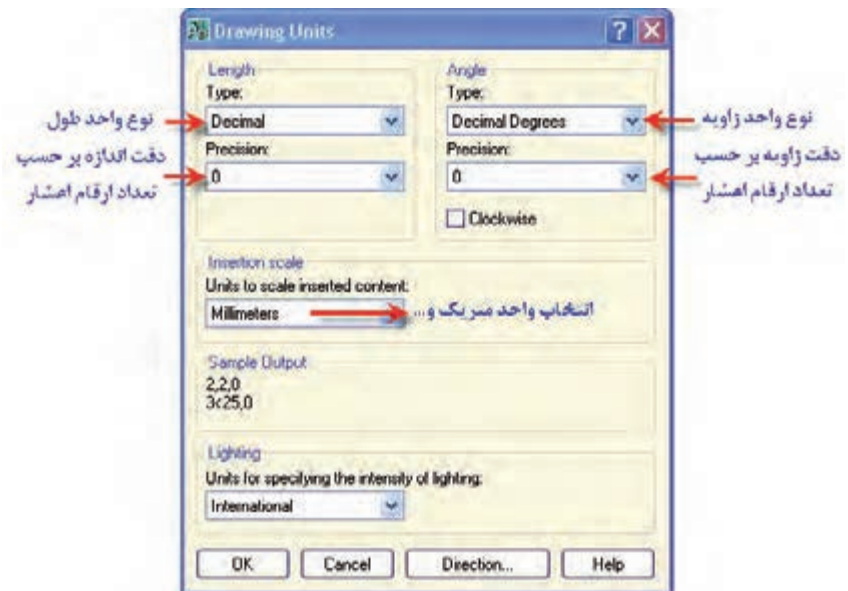 Drawing Units
Length
Type:
Decimal
Precision:
0
Angle
Type:
Decimal Degrees
Precision:
0
Clockwise
نوع واحد طول
دقت اندازه بر حسب
تعداد ارقام اعشار
نوع واحد زاویه
دقت زاویه بر حسب
تعداد ارقام اعشار
Insertion scale
Units to scale inserted content:
Millimeters
انتخاب واحد متریک و...
Sample Output
2,2,0
3<25,0
Lighting
Units for specifying the intensity of lighting:
International
OK Cancel Direction... Help